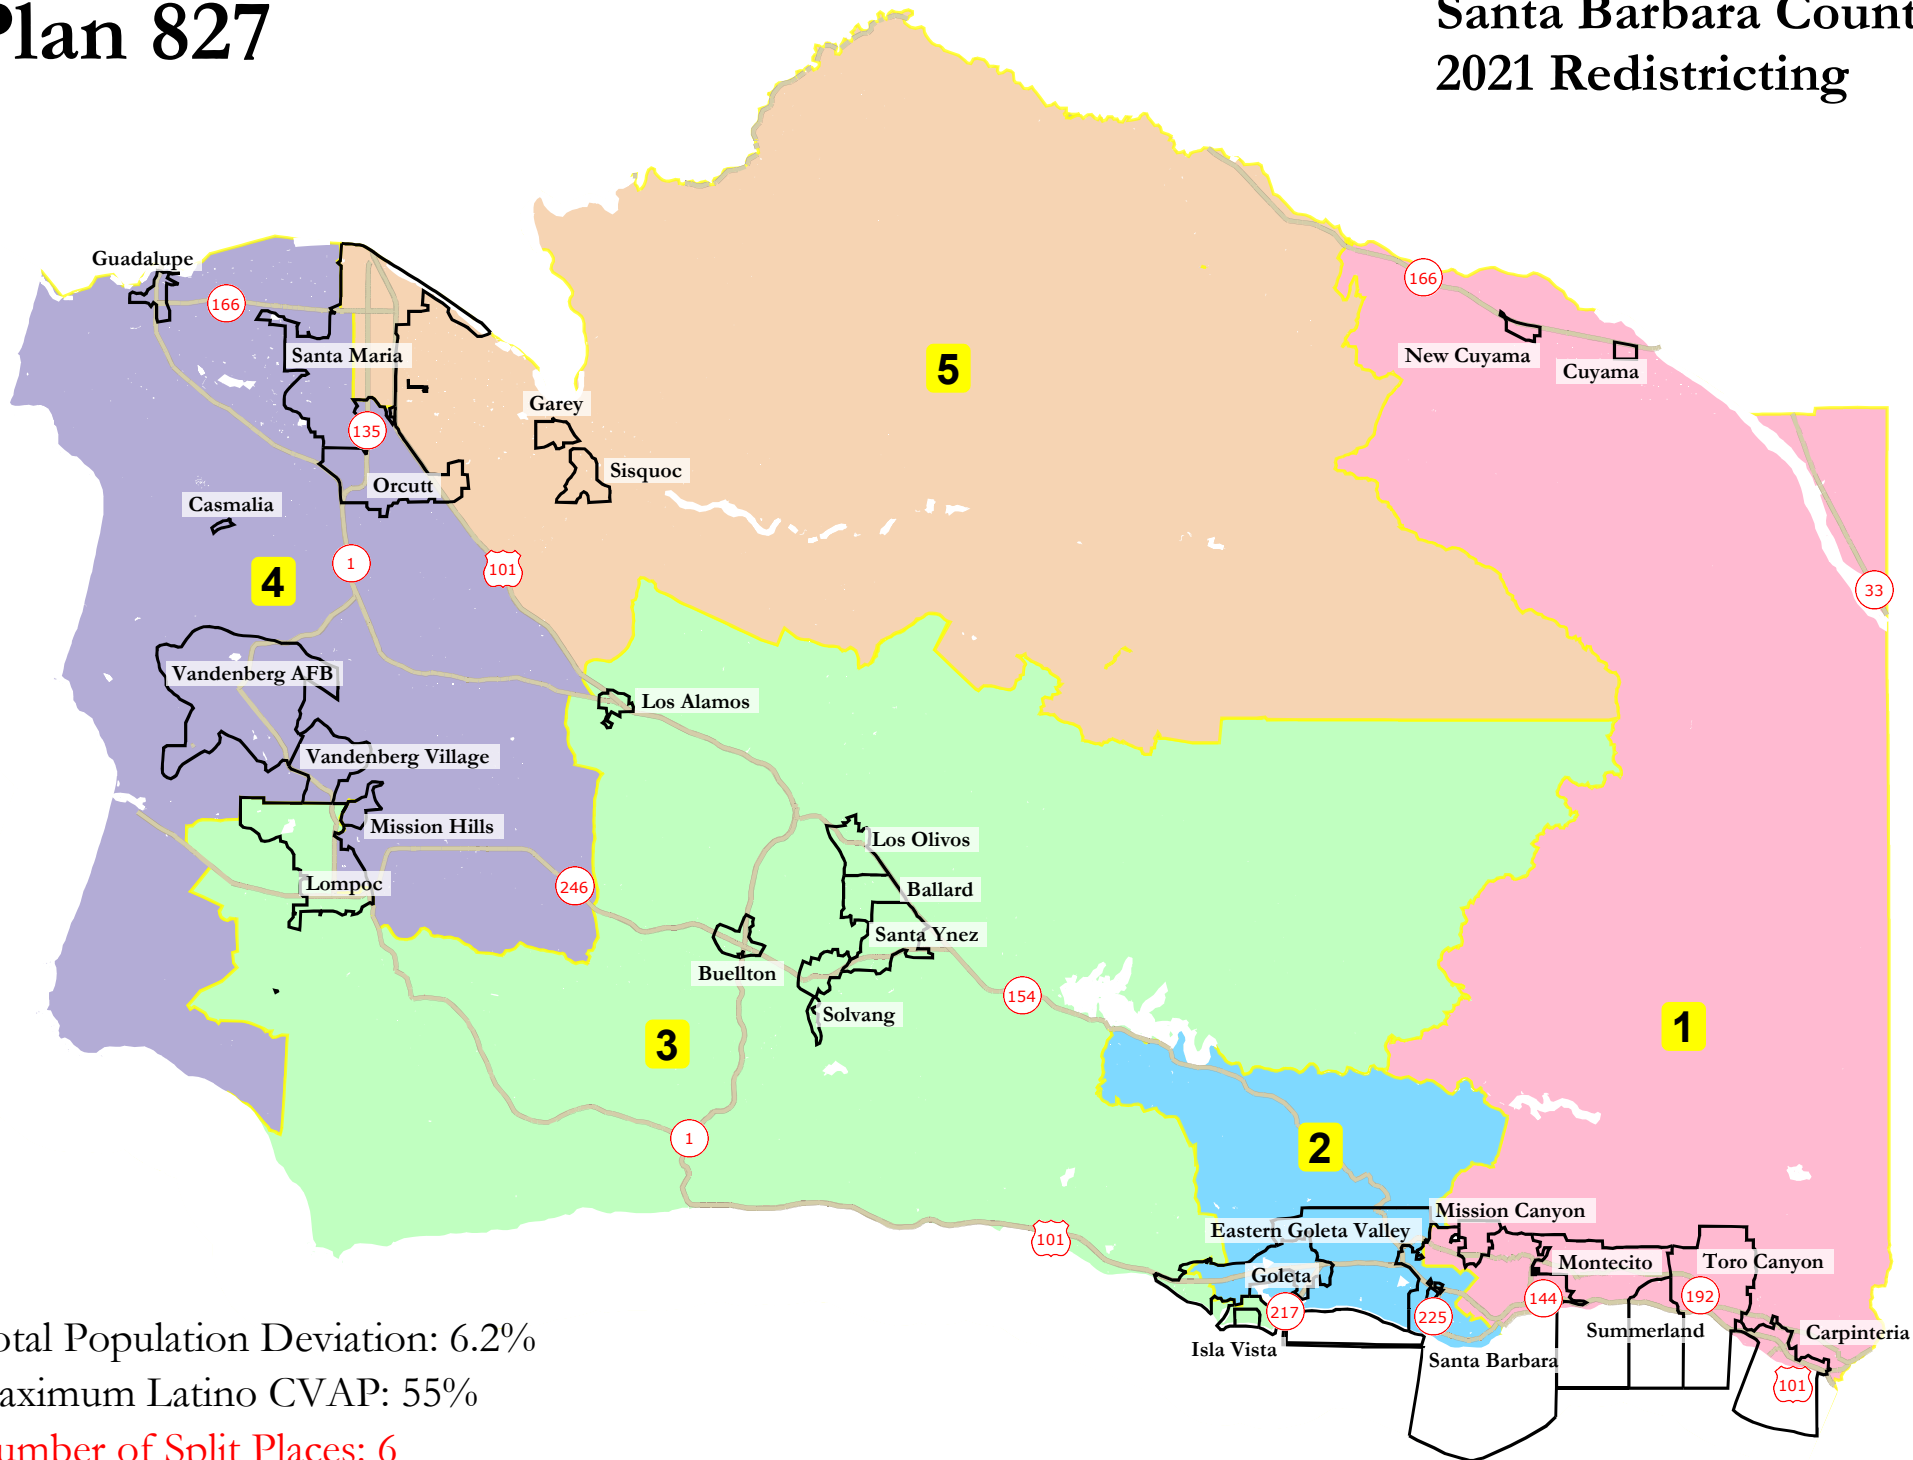 Plan 827
Santa Barbara Count
2021 Redistricting
Guadalupe
166
Santa Maria
135
Orcutt
Casmalia
Garey
Sisquoc
5
166
New Cuyama
Cuyama
33
4
1
101
Vandenberg AFB
Vandenberg Village
Mission Hills
Lompoc
246
Los Alamos
Los Olivos
Ballard
Santa Ynez
Buellton
Solvang
154
3
1
1
2
101
Mission Canyon
Eastern Goleta Valley
Goleta
Montecito
Toro Canyon
217
225
144
192
Isla Vista
Santa Barbara
Summerland
Carpinteria
101
otal Population Deviation: 6.2%
aximum Latino CVAP: 55%
umber of Split Places: 6